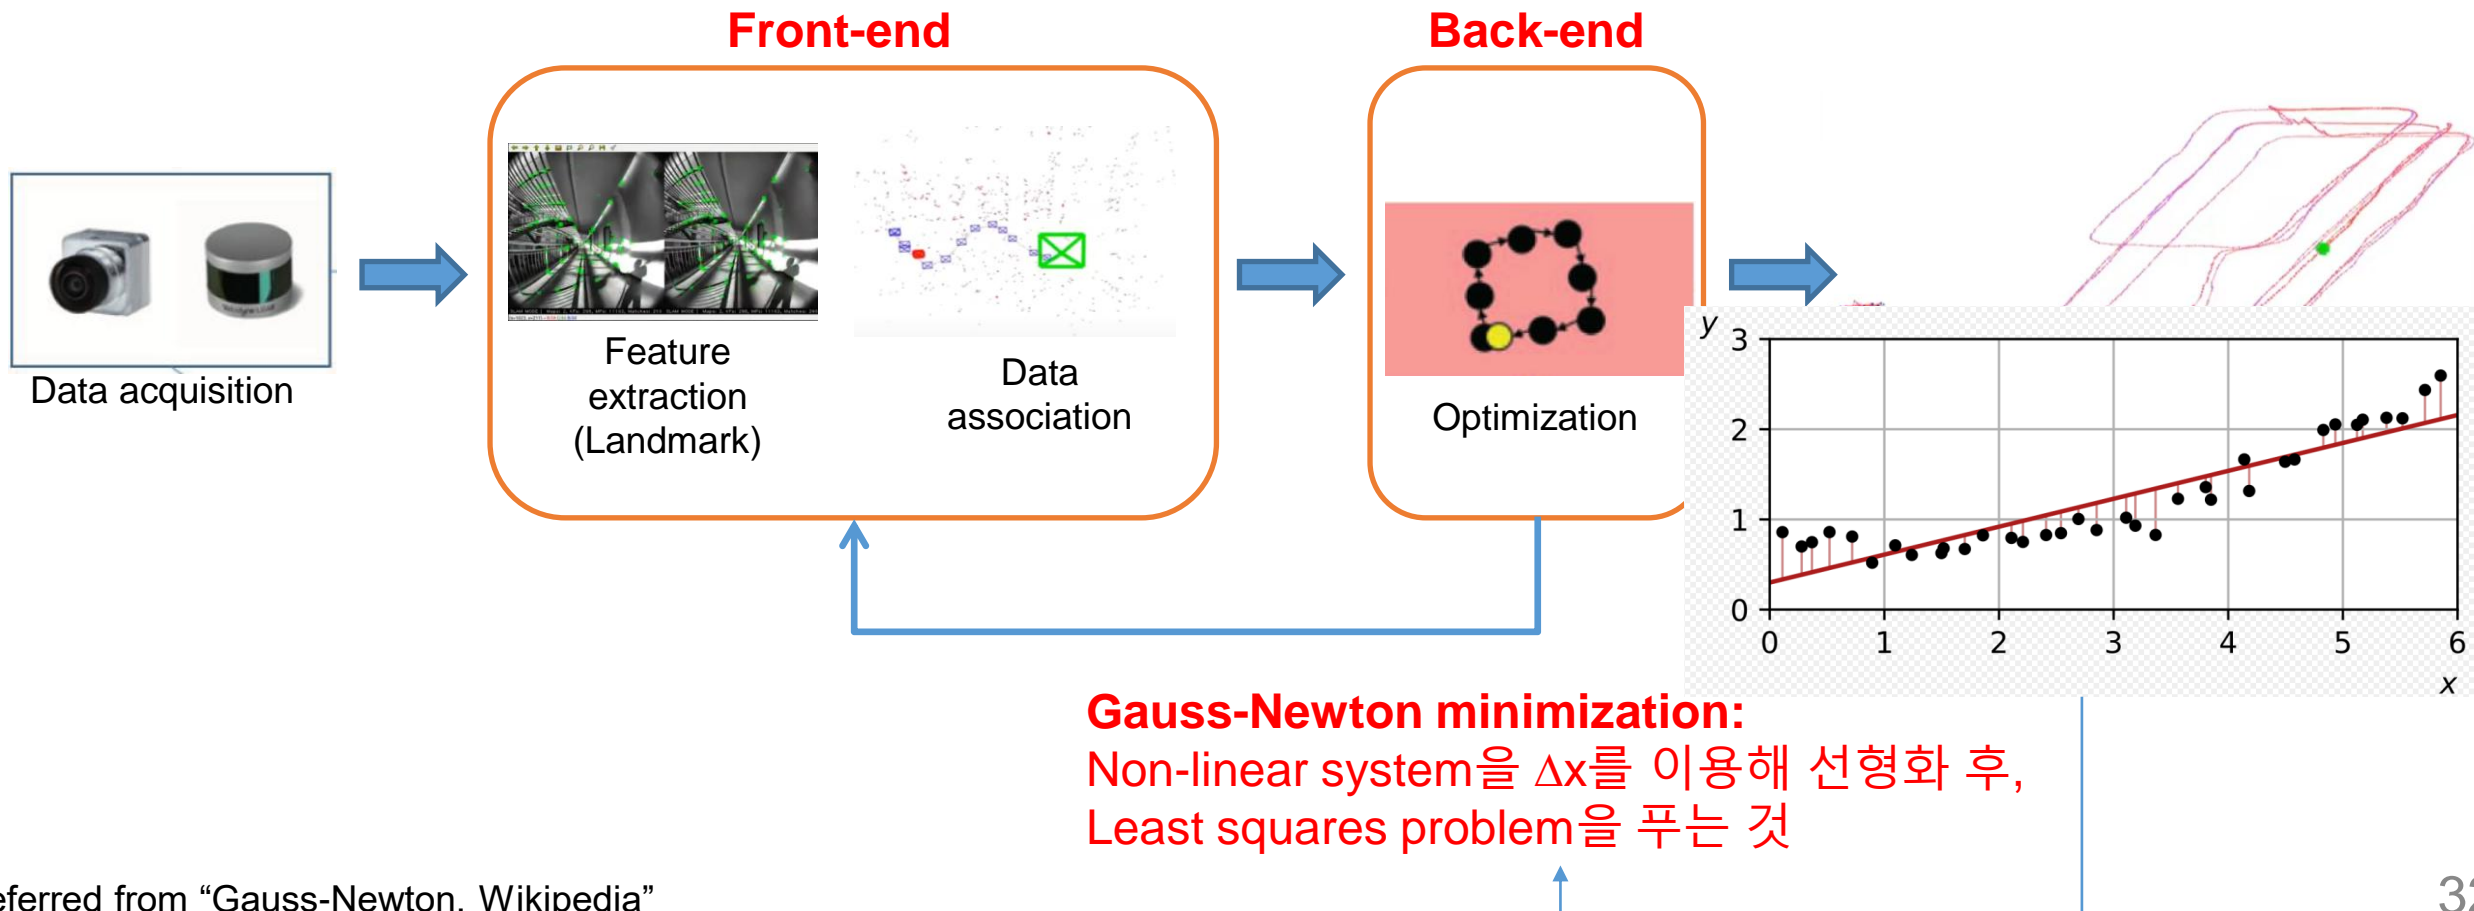 Front-end
Back-end
Data acquisition
Feature
extraction
(Landmark)
Data
association
Optimization
y
3
2
1
0
0 1 2 3 4 5 6
x
Gauss-Newton minimization:
Non-linear system을 Δx를 이용해 선형화 후,
Least squares problem을 푸는 것
eferred from “Gauss-Newton, Wikipedia”
32